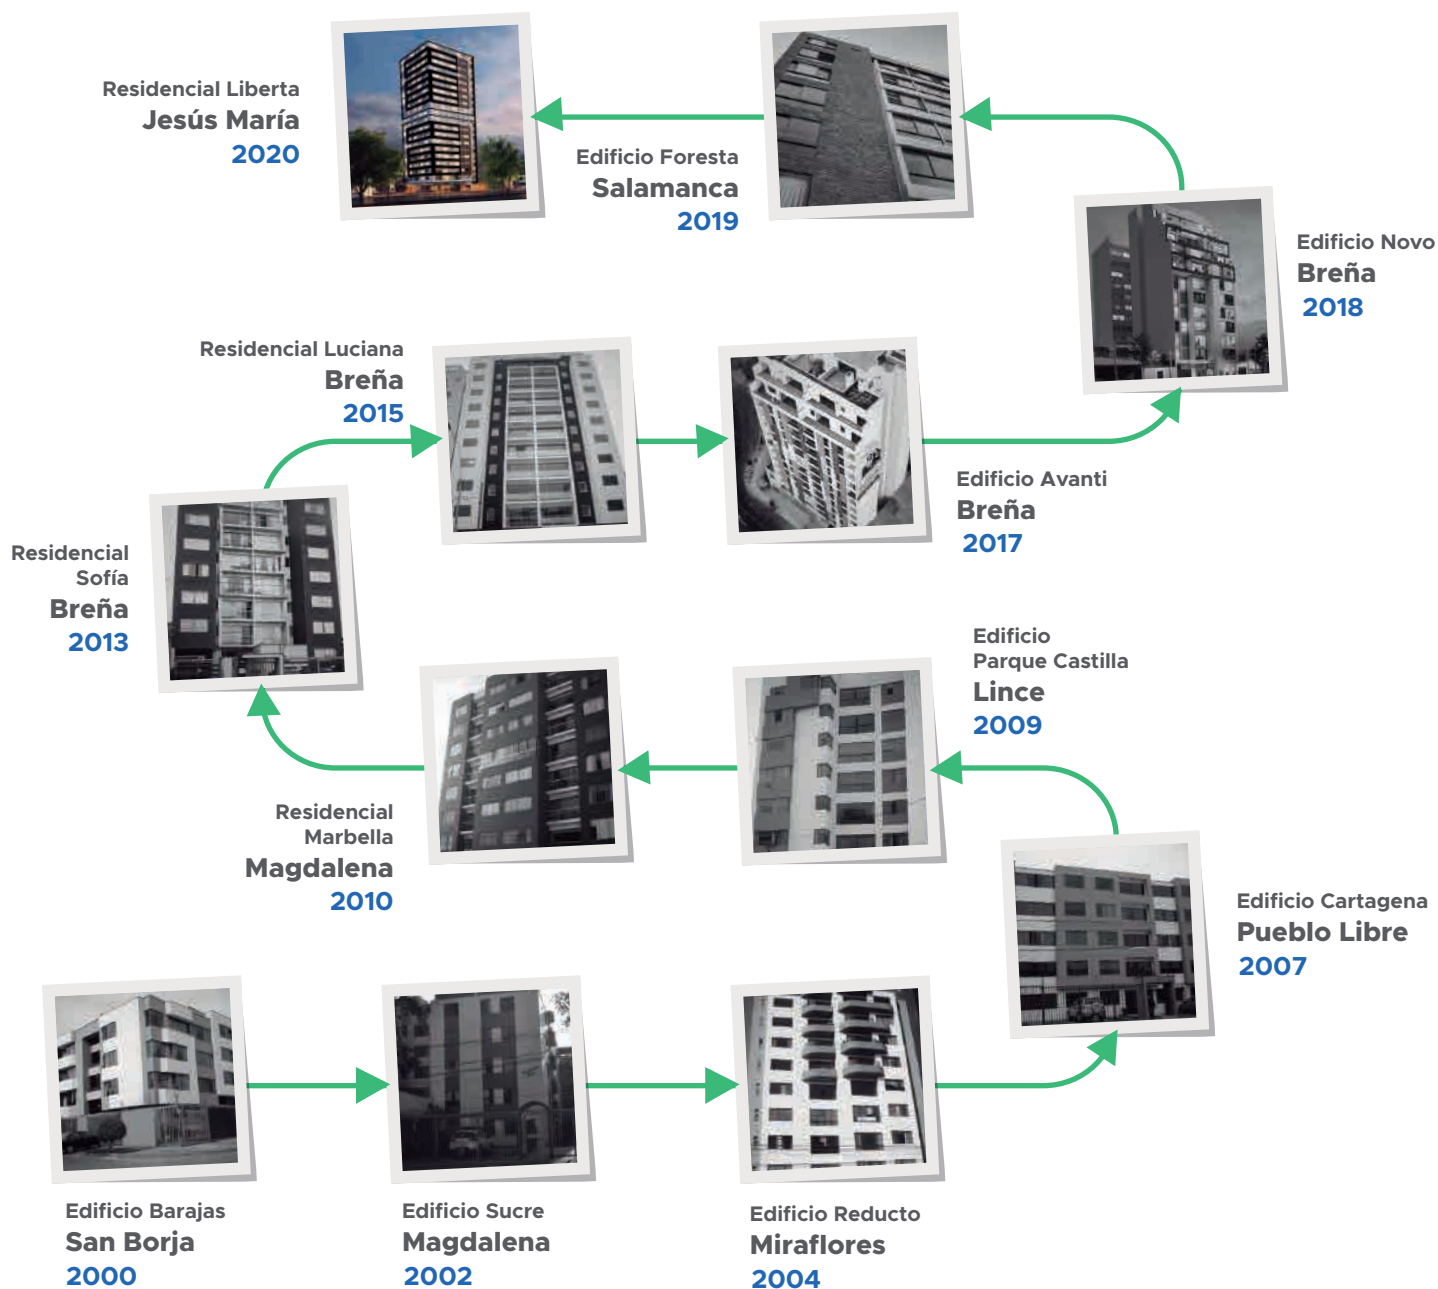 Residencial Liberta
Jesús María
2020
Edificio Foresta
Salamanca
2019
Edificio Novo
Breña
2018
Residencial Luciana
Breña
2015
Edificio Avanti
Breña
2017
Residencial
Sofía
Breña
2013
Edificio
Parque Castilla
Lince
2009
Residencial
Marbella
Magdalena
2010
Edificio Cartagena
Pueblo Libre
2007
Edificio Barajas
San Borja
2000
Edificio Sucre
Magdalena
2002
Edificio Reducto
Miraflores
2004